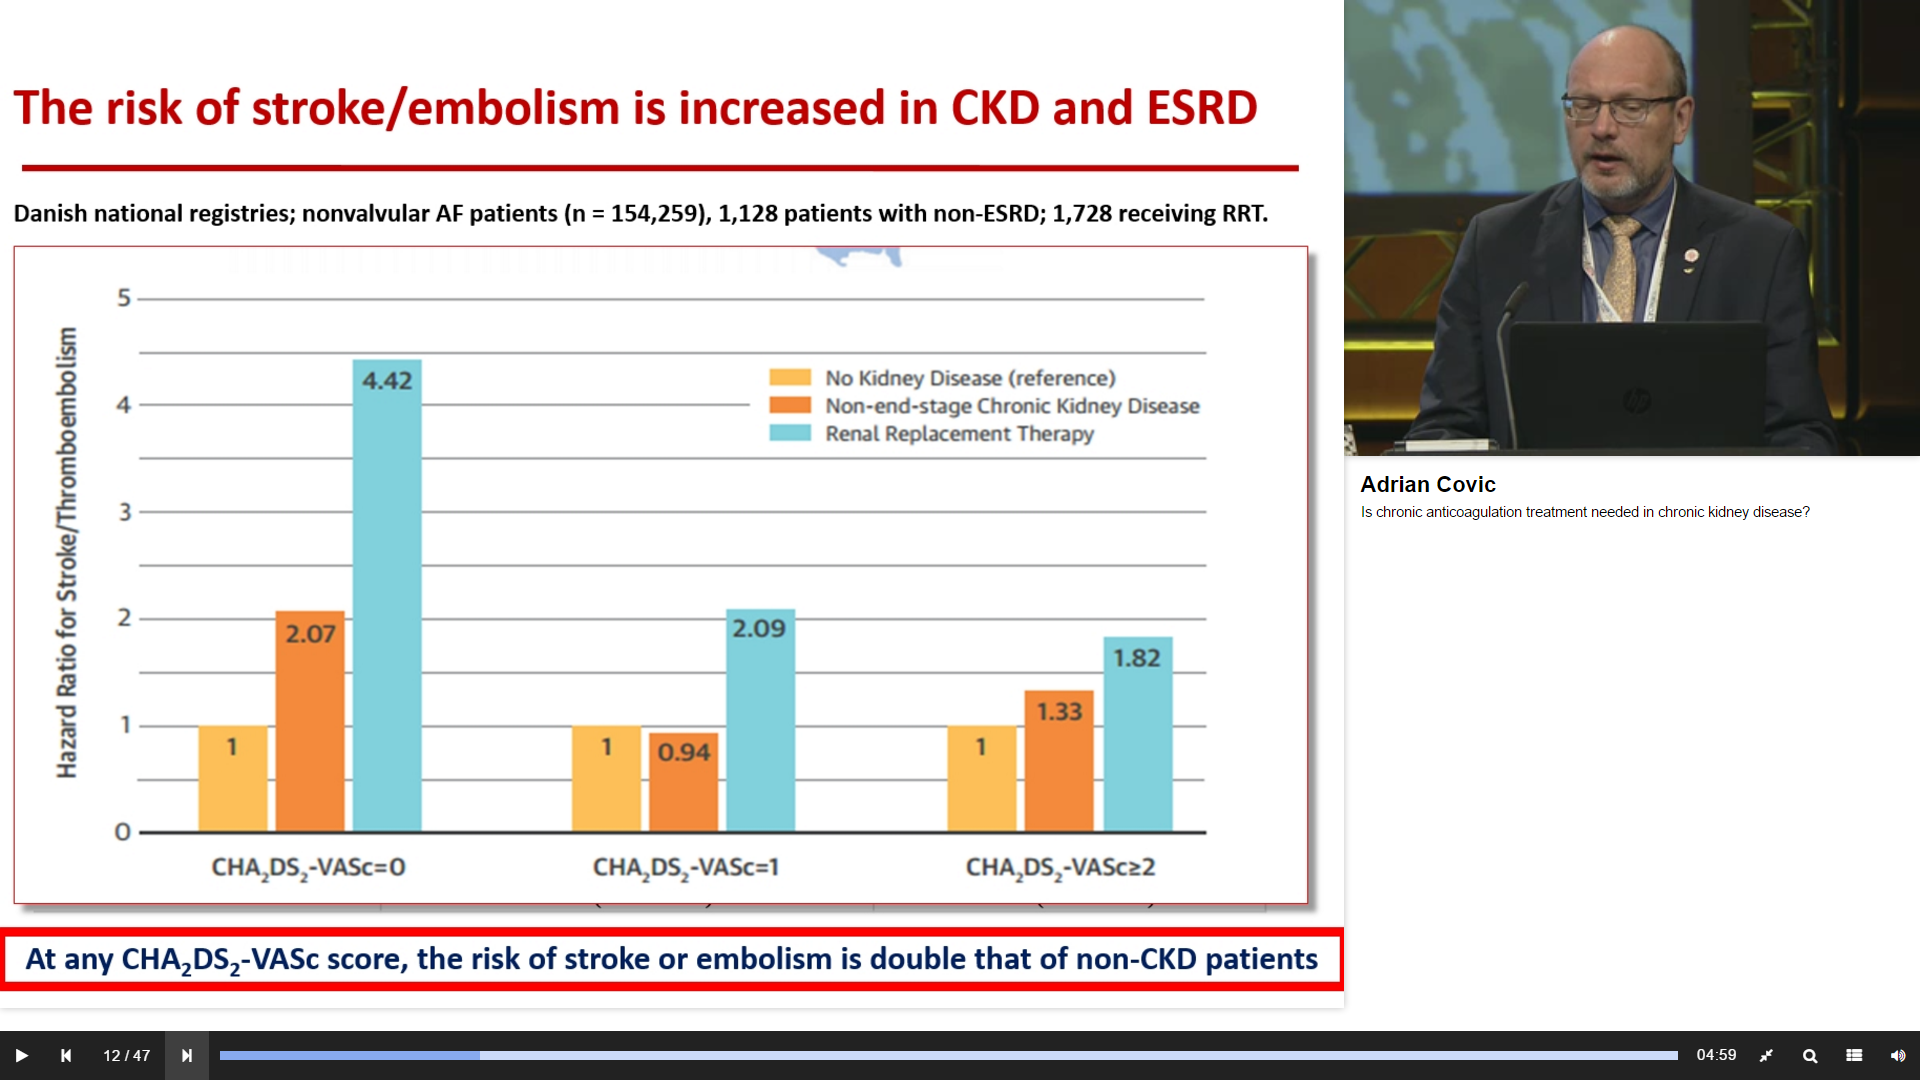 The risk of stroke/embolism is increased in CKD and ESRD
Danish national registries; nonvalvular AF patients (n = 154,259), 1,128 patients with non-ESRD; 1,728 receiving RRT.
Hazard Ratio for Stroke/Thromboembolism
5
4
3
2
1
0
No Kidney Disease (reference)
Non-end-stage Chronic Kidney Disease
Renal Replacement Therapy
1
2.07
4.42
1
0.94
2.09
1
1.33
1.82
CHA₂DS₂-VASc=0
CHA₂DS₂-VASc=1
CHA₂DS₂-VASc≥2
At any CHA₂DS₂-VASc score, the risk of stroke or embolism is double that of non-CKD patients
Adrian Covic
Is chronic anticoagulation treatment needed in chronic kidney disease?
12 / 47
04:59